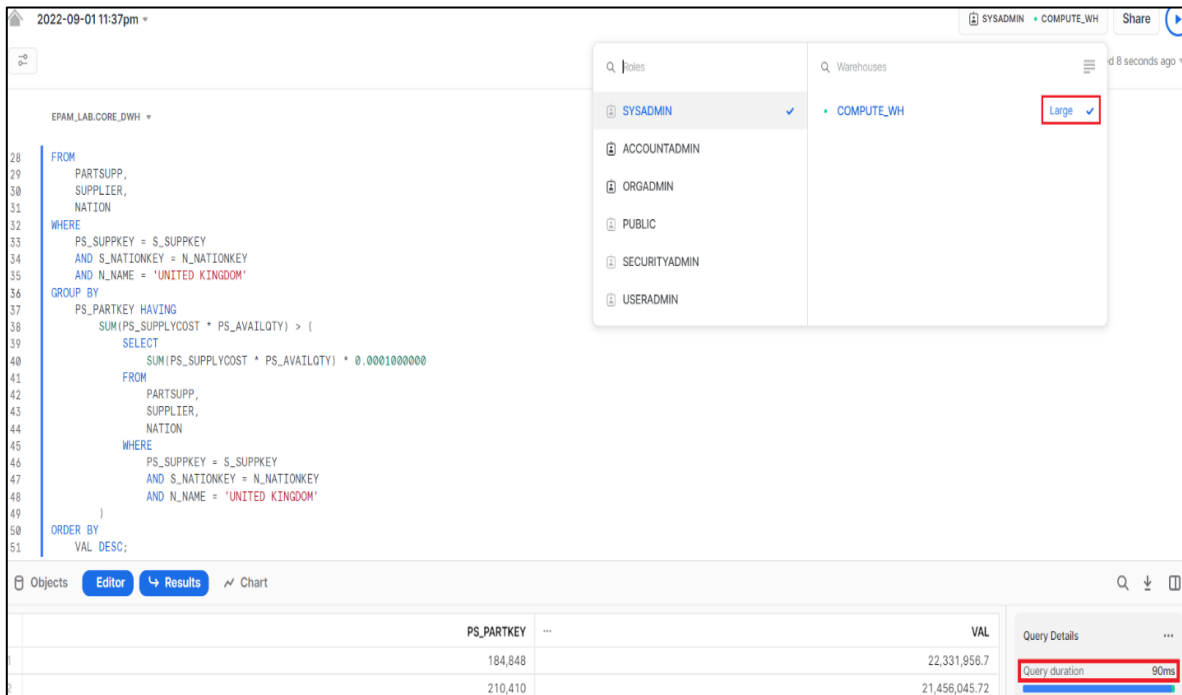 2022-09-01 11:37pm
SYSADMIN • COMPUTE_WH
Share
Roles
Warehouses
d 8 seconds ago
EPAM_LAB.CORE_DWH
SYSADMIN
COMPUTE_WH
Large
ACCOUNTADMIN
ORGADMIN
PUBLIC
SECURITYADMIN
USERADMIN
28 FROM
29 PARTSUPP,
30 SUPPLIER,
31 NATION
32 WHERE
33 PS_SUPPKEY = S_SUPPKEY
34 AND S_NATIONKEY = N_NATIONKEY
35 AND N_NAME = 'UNITED KINGDOM'
36 GROUP BY
37 PS_PARTKEY HAVING
38 SUM(PS_SUPPLYCOST * PS_AVAILQTY) > (
39 SELECT
40 SUM(PS_SUPPLYCOST * PS_AVAILQTY) * 0.0001000000
41 FROM
42 PARTSUPP,
43 SUPPLIER,
44 NATION
45 WHERE
46 PS_SUPPKEY = S_SUPPKEY
47 AND S_NATIONKEY = N_NATIONKEY
48 AND N_NAME = 'UNITED KINGDOM'
49 )
50 ORDER BY
51 VAL DESC;
Objects Editor Results Chart
PS_PARTKEY ... VAL
1 184,848 22,331,956.7
2 210,410 21,456,045.72
Query Details ...
Query duration 90ms